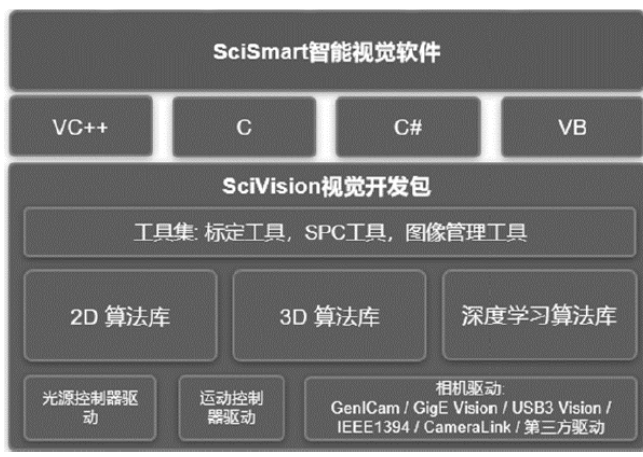 SciSmart智能视觉软件
VC++
C
C#
VB
SciVision视觉开发包
工具集: 标定工具，SPC工具，图像管理工具
2D 算法库
3D 算法库
深度学习算法库
光源控制器驱
动
运动控制
器驱动
相机驱动:
GenICam / GigE Vision / USB3 Vision /
IEEE1394 / CameraLink / 第三方驱动